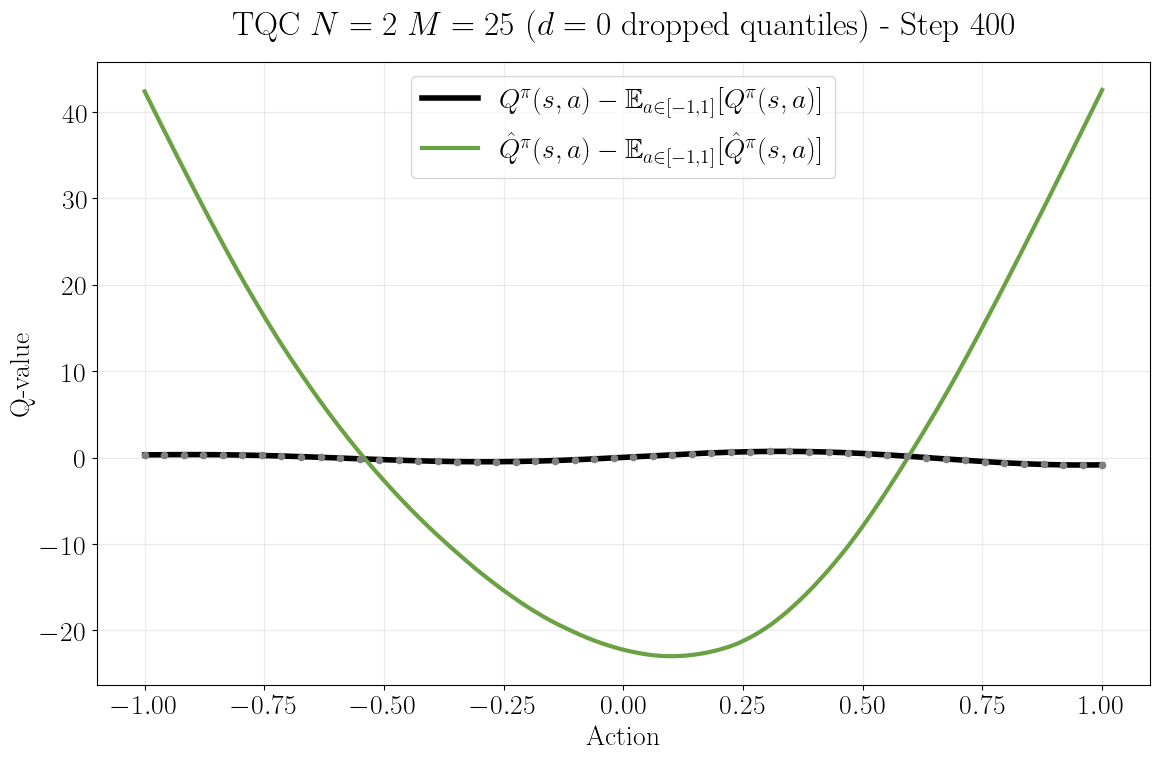 TQC N = 2 M = 25 (d = 0 dropped quantiles) - Step 400
Q^π(s, a) − 𝔼_{a∈[−1,1]}[Q^π(s, a)]
Q̂^π(s, a) − 𝔼_{a∈[−1,1]}[Q̂^π(s, a)]
Q-value
40
30
20
10
0
−10
−20
−1.00 −0.75 −0.50 −0.25 0.00 0.25 0.50 0.75 1.00
Action